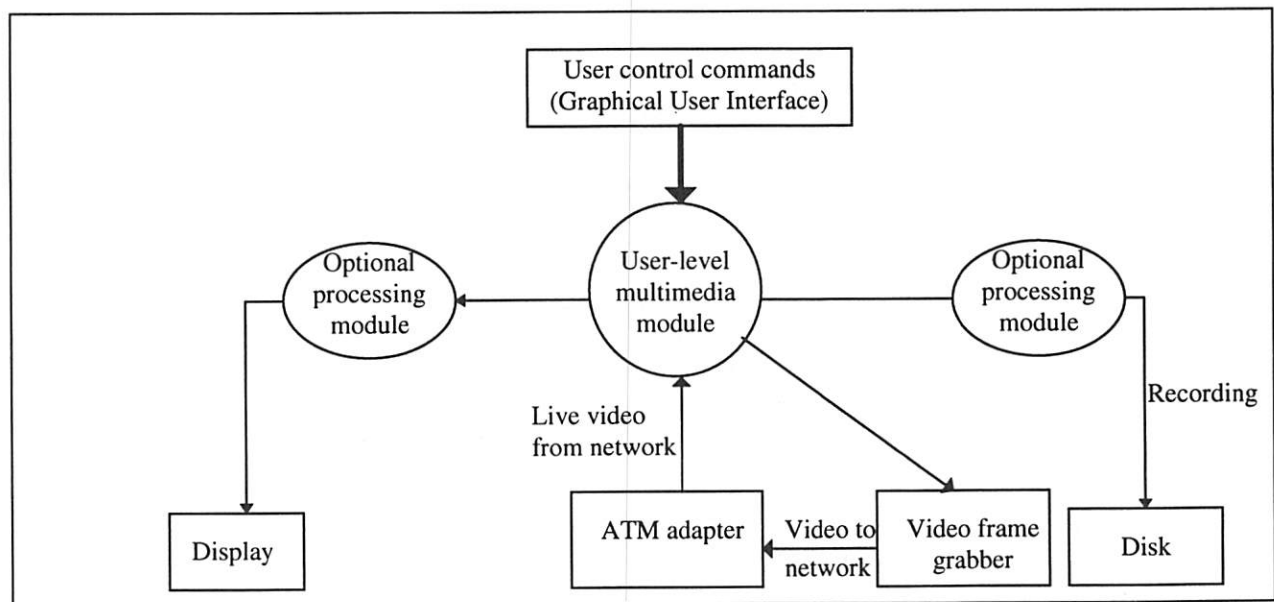 User control commands
(Graphical User Interface)
Optional
processing
module
User-level
multimedia
module
Optional
processing
module
Live video
from network
Recording
Display
ATM adapter
Video to
network
Video frame
grabber
Disk